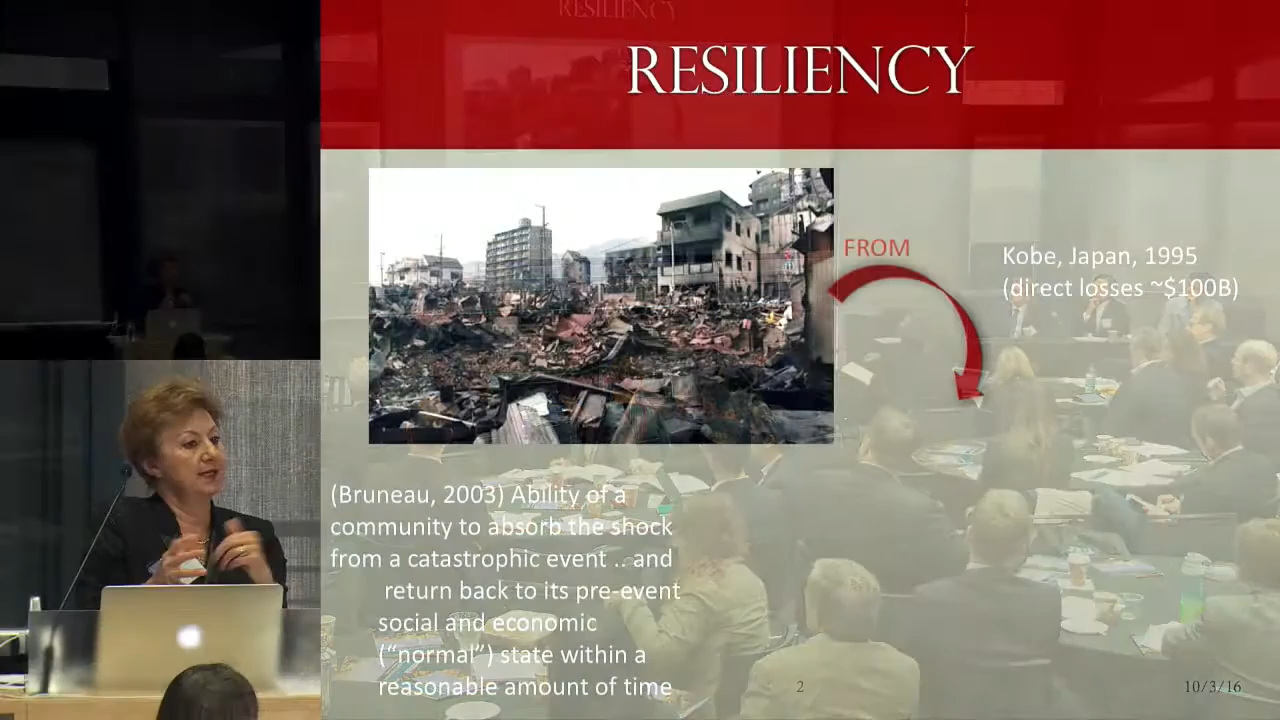 RESILIENCY
RESILIENCY
FROM
Kobe, Japan, 1995
(direct losses ~$100B)
(Bruneau, 2003) Ability of a
community to absorb the shock
from a catastrophic event .. and
return back to its pre-event
social and economic
(“normal”) state within a
reasonable amount of time
2
10/3/16